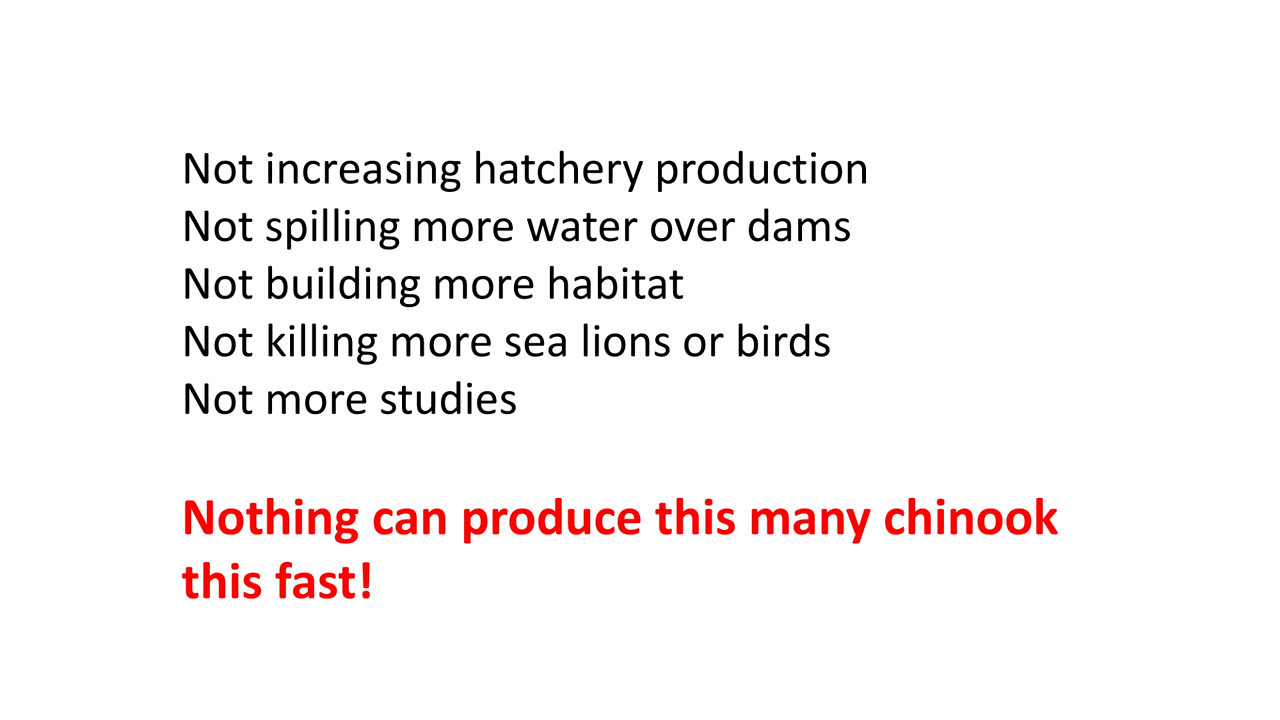 Not increasing hatchery production
Not spilling more water over dams
Not building more habitat
Not killing more sea lions or birds
Not more studies
Nothing can produce this many chinook
this fast!